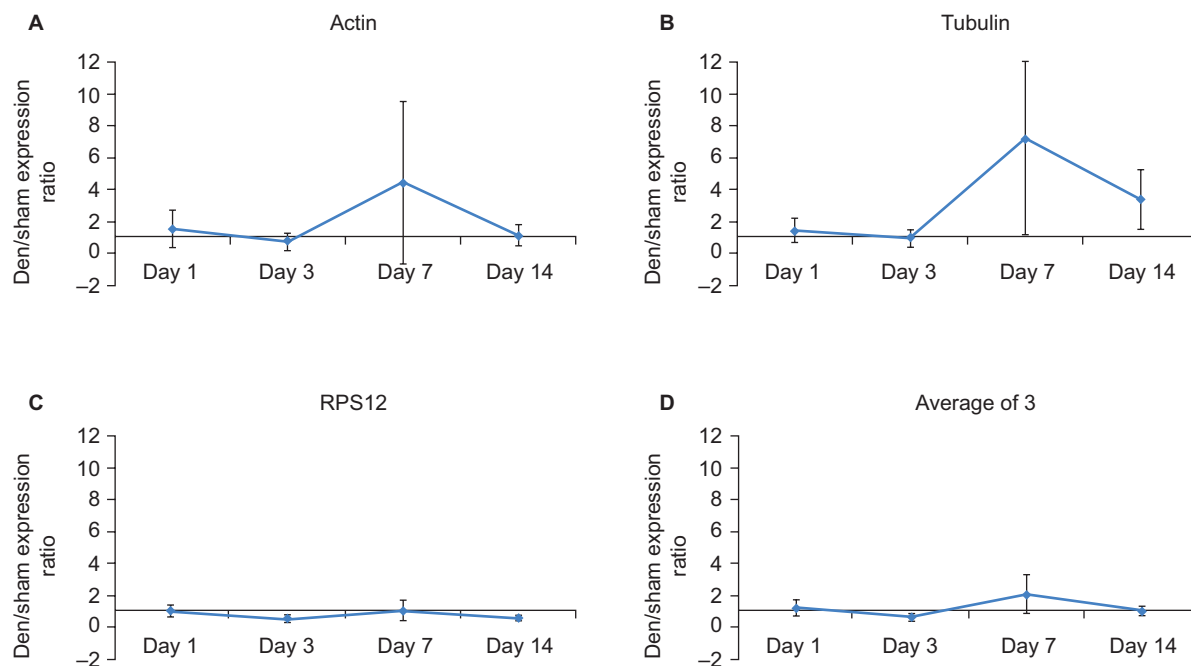 A
Actin
Den/sham expression
ratio
12
10
8
6
4
2
0
–2
Day 1
Day 3
Day 7
Day 14
B
Tubulin
Den/sham expression
ratio
12
10
8
6
4
2
0
–2
Day 1
Day 3
Day 7
Day 14
C
RPS12
Den/sham expression
ratio
12
10
8
6
4
2
0
–2
Day 1
Day 3
Day 7
Day 14
D
Average of 3
Den/sham expression
ratio
12
10
8
6
4
2
0
–2
Day 1
Day 3
Day 7
Day 14